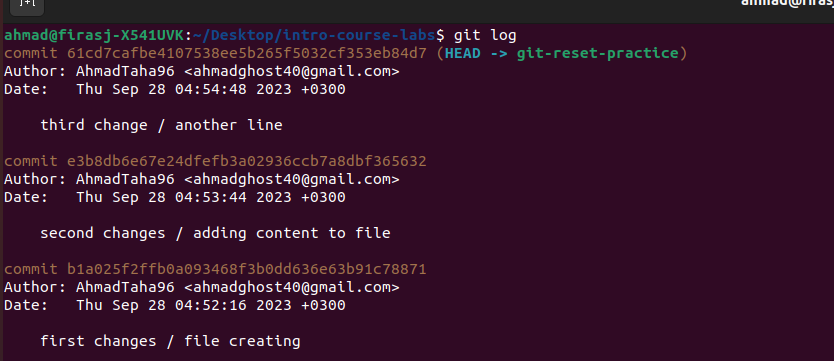 ahmad@firasj
ahmad@firasj-X541UVK:~/Desktop/intro-course-labs$ git log
commit 61cd7cafbe4107538ee5b265f5032cf353eb84d7 (HEAD -> git-reset-practice)
Author: AhmadTaha96 <ahmadghost40@gmail.com>
Date:   Thu Sep 28 04:54:48 2023 +0300
third change / another line
commit e3b8db6e67e24dfefb3a02936ccb7a8dbf365632
Author: AhmadTaha96 <ahmadghost40@gmail.com>
Date:   Thu Sep 28 04:53:44 2023 +0300
second changes / adding content to file
commit b1a025f2ffb0a093468f3b0dd636e63b91c78871
Author: AhmadTaha96 <ahmadghost40@gmail.com>
Date:   Thu Sep 28 04:52:16 2023 +0300
first changes / file creating